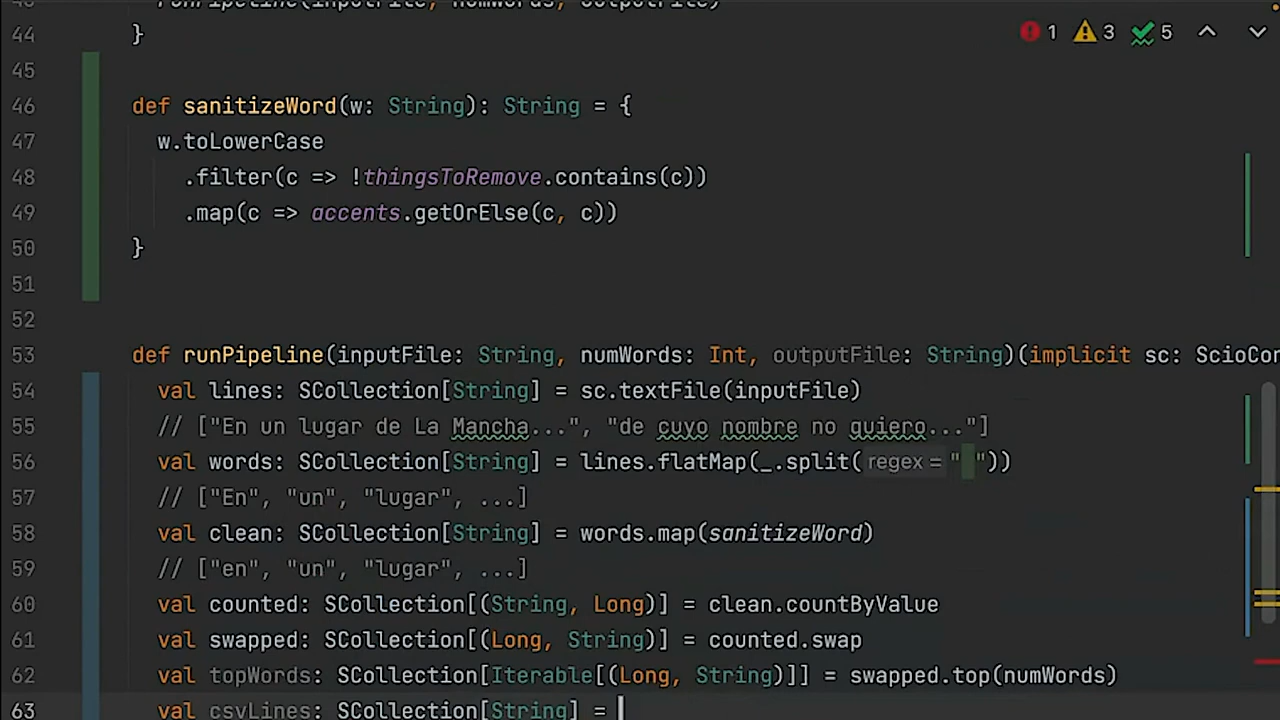 43 runPipeline(inputFile, numWords, outputFile)
44 }
1 3 5
45
46 def sanitizeWord(w: String): String = {
47 w.toLowerCase
48 .filter(c => !thingsToRemove.contains(c))
49 .map(c => accents.getOrElse(c, c))
50 }
51
52
53 def runPipeline(inputFile: String, numWords: Int, outputFile: String)(implicit sc: ScioCon
54 val lines: SCollection[String] = sc.textFile(inputFile)
55 // ["En un lugar de La Mancha...", "de cuyo nombre no quiero..."]
56 val words: SCollection[String] = lines.flatMap(_.split( regex = " "))
57 // ["En", "un", "lugar", ...]
58 val clean: SCollection[String] = words.map(sanitizeWord)
59 // ["en", "un", "lugar", ...]
60 val counted: SCollection[(String, Long)] = clean.countByValue
61 val swapped: SCollection[(Long, String)] = counted.swap
62 val topWords: SCollection[Iterable[(Long, String)]] = swapped.top(numWords)
63 val csvLines: SCollection[String] =